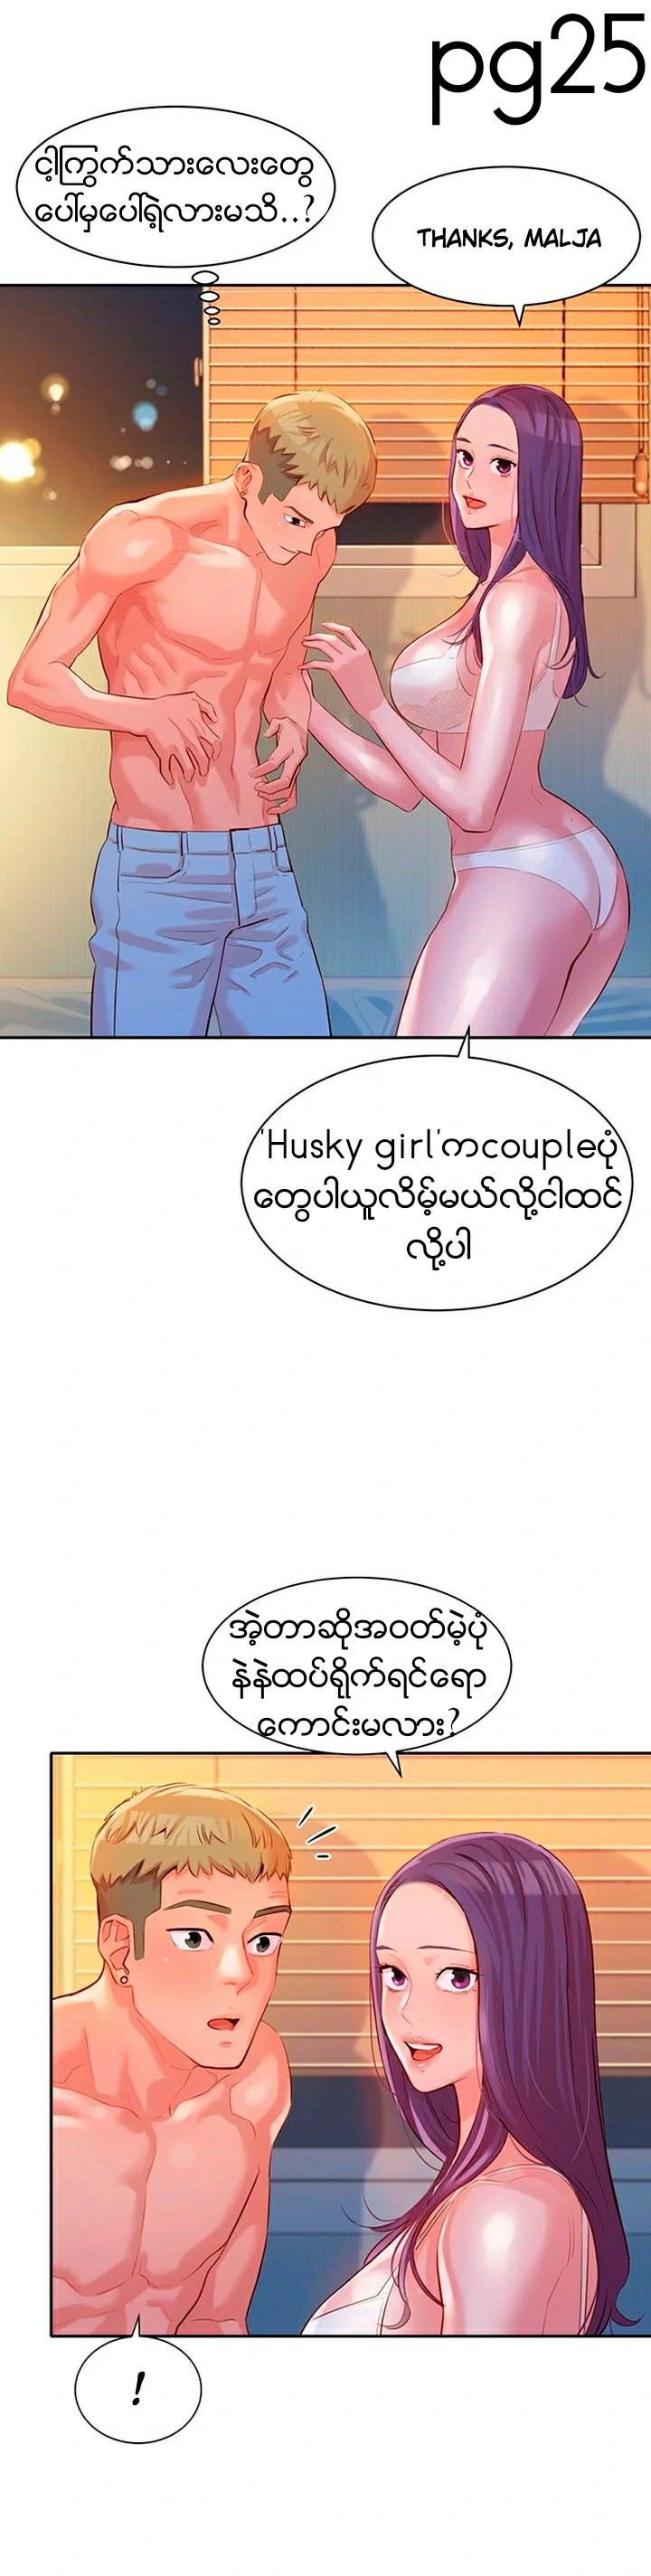 pg25
ငါ့ကြွက်သားလေးတွေ
ပေါ်မှပေါ်ရဲ့လားမသိ..?
THANKS, MALJA
'Husky girl'ကcoupleပုံ
တွေပါယူလိမ့်မယ်လို့ငါထင်
လို့ပါ
အဲ့တာဆိုအဝတ်မဲ့ပုံ
နဲနဲထပ်ရိုက်ရင်ရော
ကောင်းမလား?
!